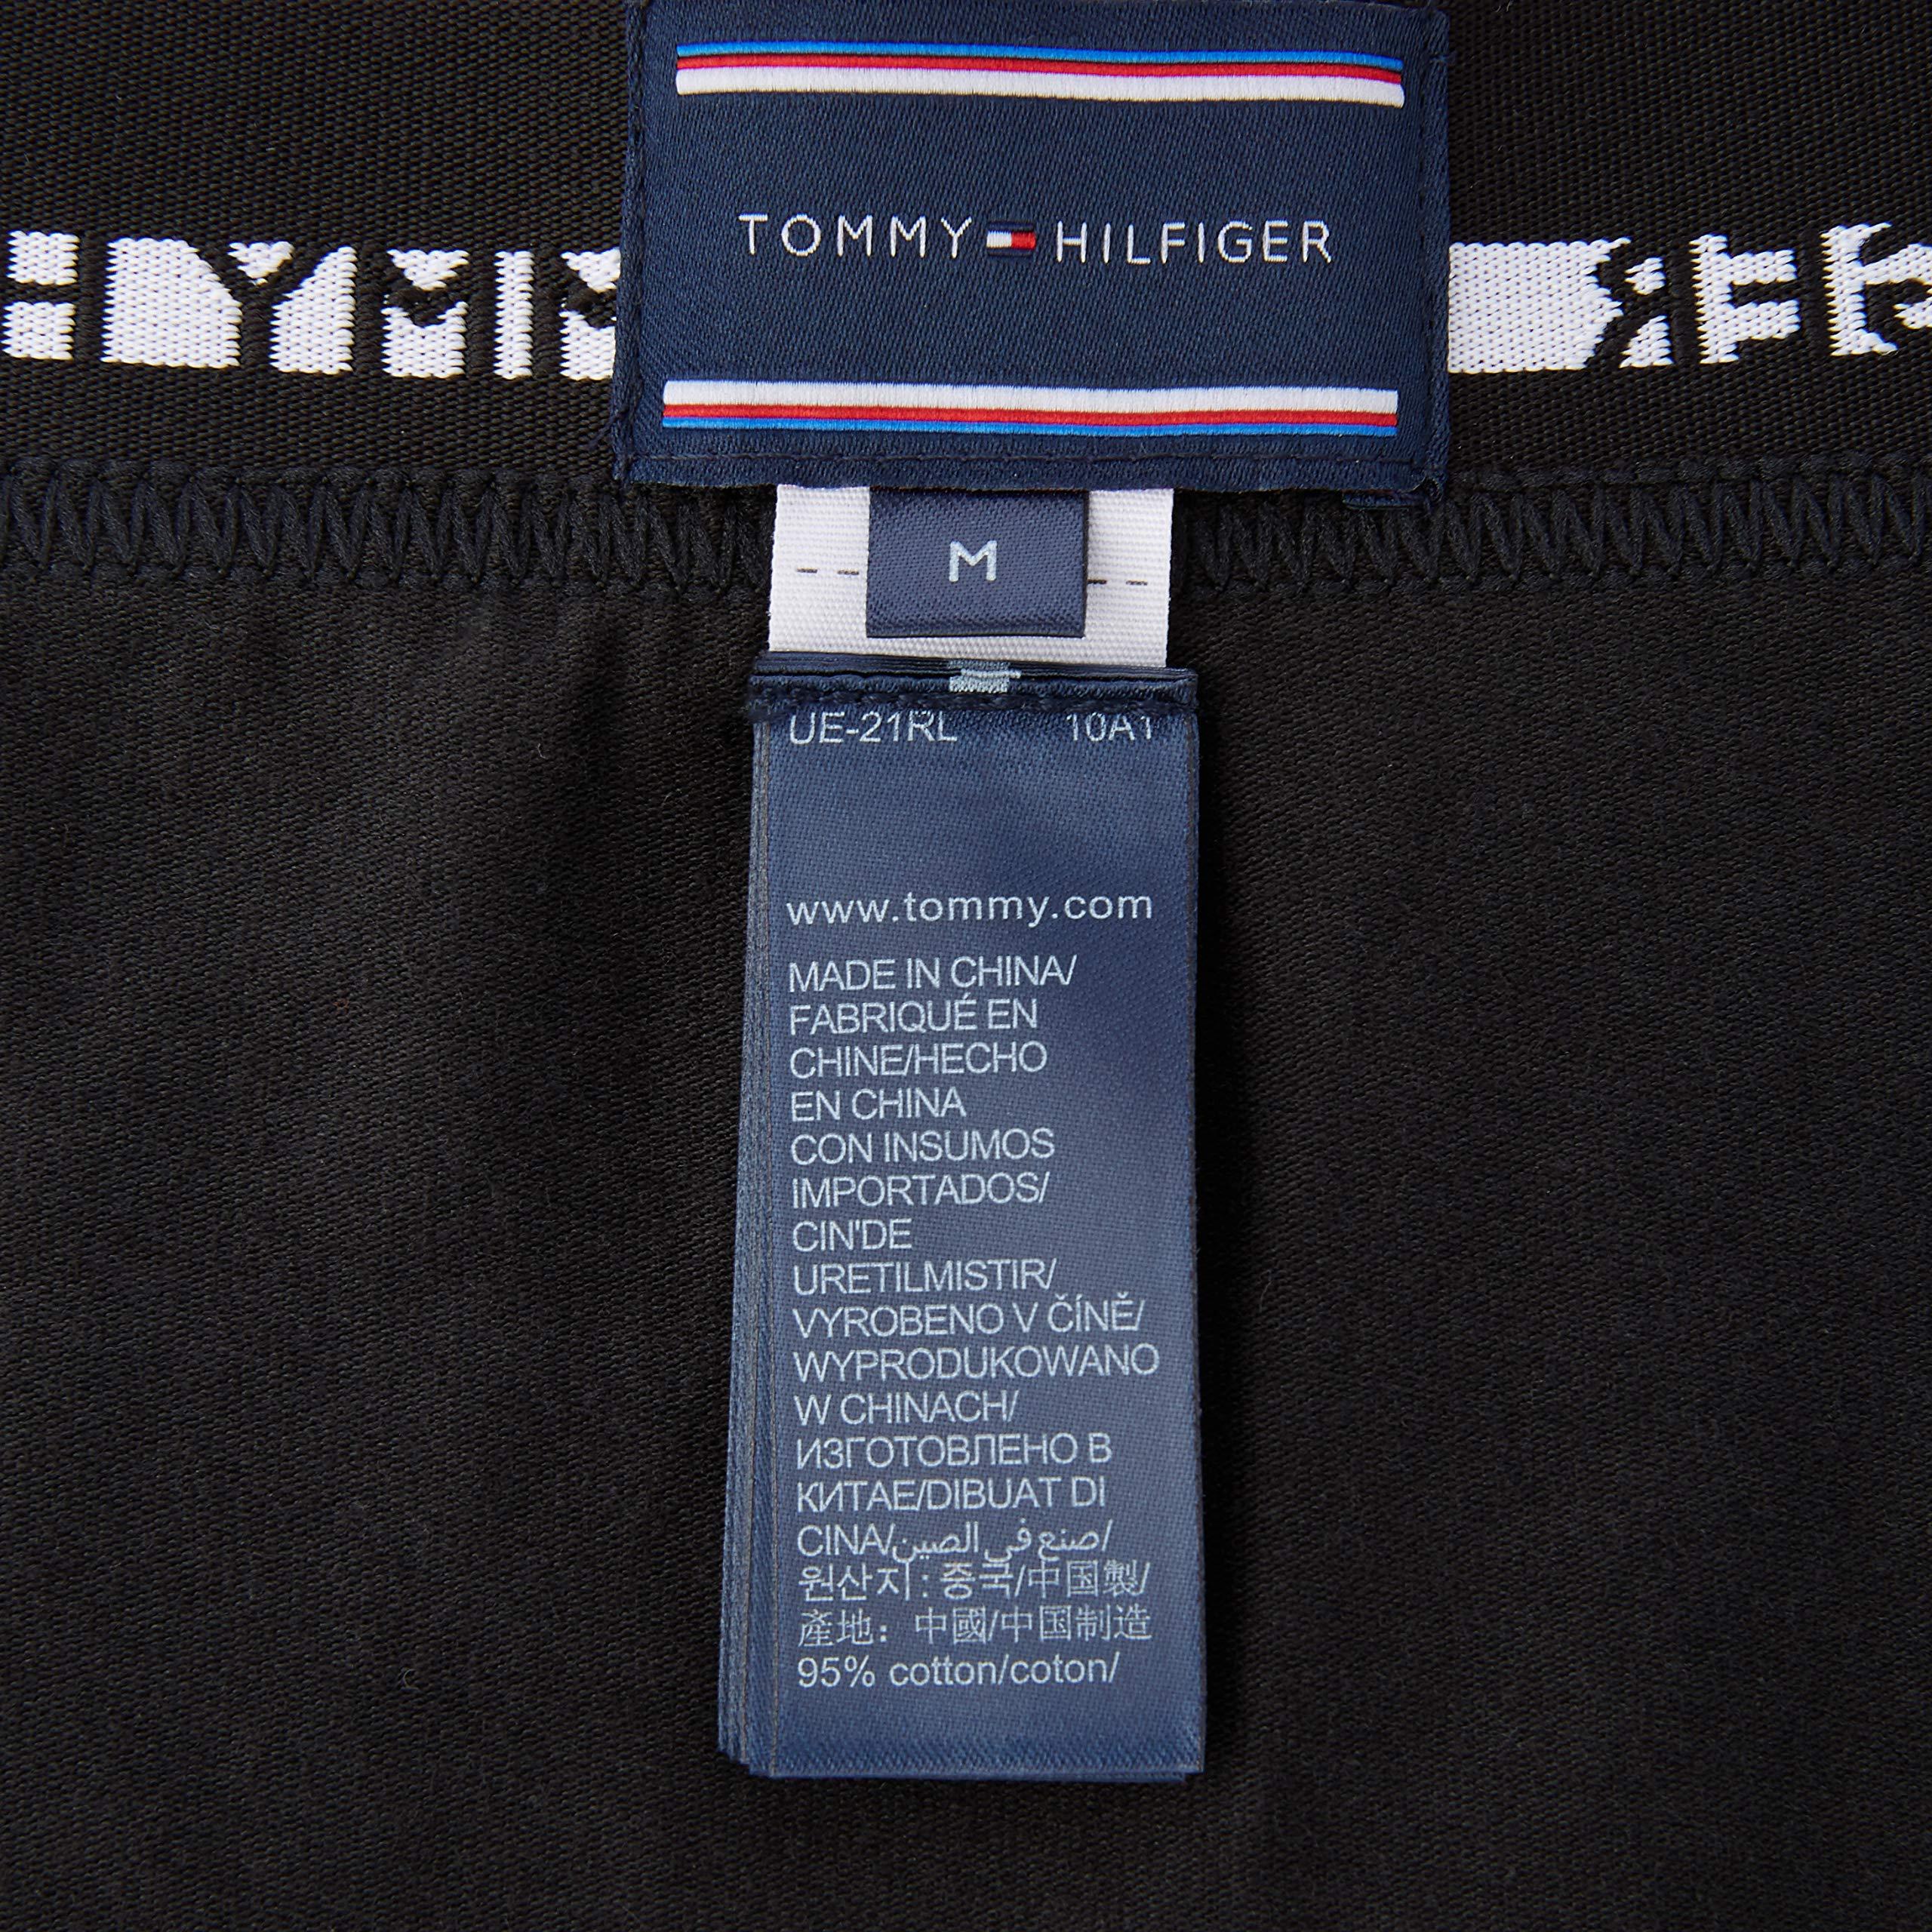 TOMMY HILFIGER
M
UE-21RL 10A1
www.tommy.com
MADE IN CHINA/
FABRIQUÉ EN
CHINE/HECHO
EN CHINA
CON INSUMOS
IMPORTADOS/
CIN'DE
URETILMISTIR/
VYROBENO V ČÍNĚ/
WYPRODUKOWANO
W CHINACH/
ИЗГОТОВЛЕНО В
КИТАЕ/DIBUAT DI
CINA/صنع في الصين/
원산지 : 중국/中国製/
產地：中國/中国制造
95% cotton/coton/